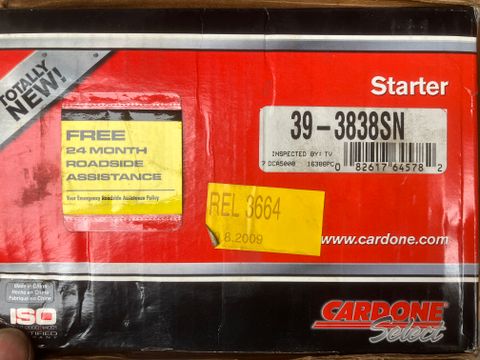 TOTALLY
NEW!
Starter
39-3838SN
INSPECTED BY: TV
7 DCA5000 16388PC
0 82617 64578 2
FREE
24 MONTH
ROADSIDE
ASSISTANCE
Your Emergency Roadside Assistance Policy
REL 3664
8.2009
www.cardone.com
Made in China
Hecho en China
Fabriqué en Chine
ISO
CERTIFIED
CARDONE
Select